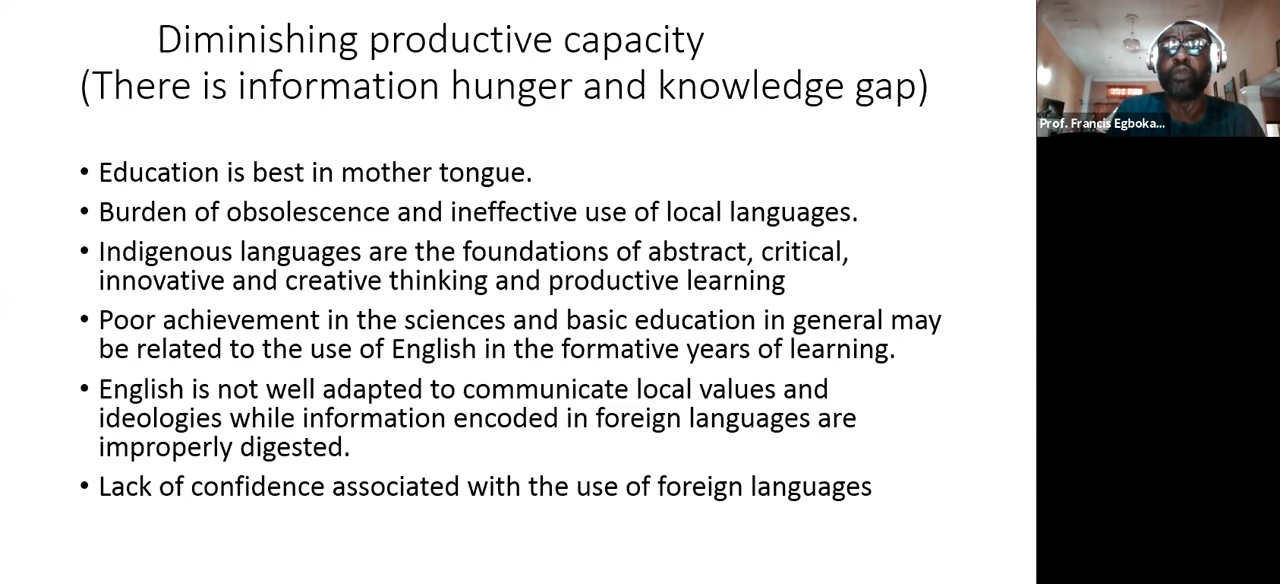 Diminishing productive capacity
(There is information hunger and knowledge gap)
• Education is best in mother tongue.
• Burden of obsolescence and ineffective use of local languages.
• Indigenous languages are the foundations of abstract, critical,
innovative and creative thinking and productive learning
• Poor achievement in the sciences and basic education in general may
be related to the use of English in the formative years of learning.
• English is not well adapted to communicate local values and
ideologies while information encoded in foreign languages are
improperly digested.
• Lack of confidence associated with the use of foreign languages
Prof. Francis Egboka...